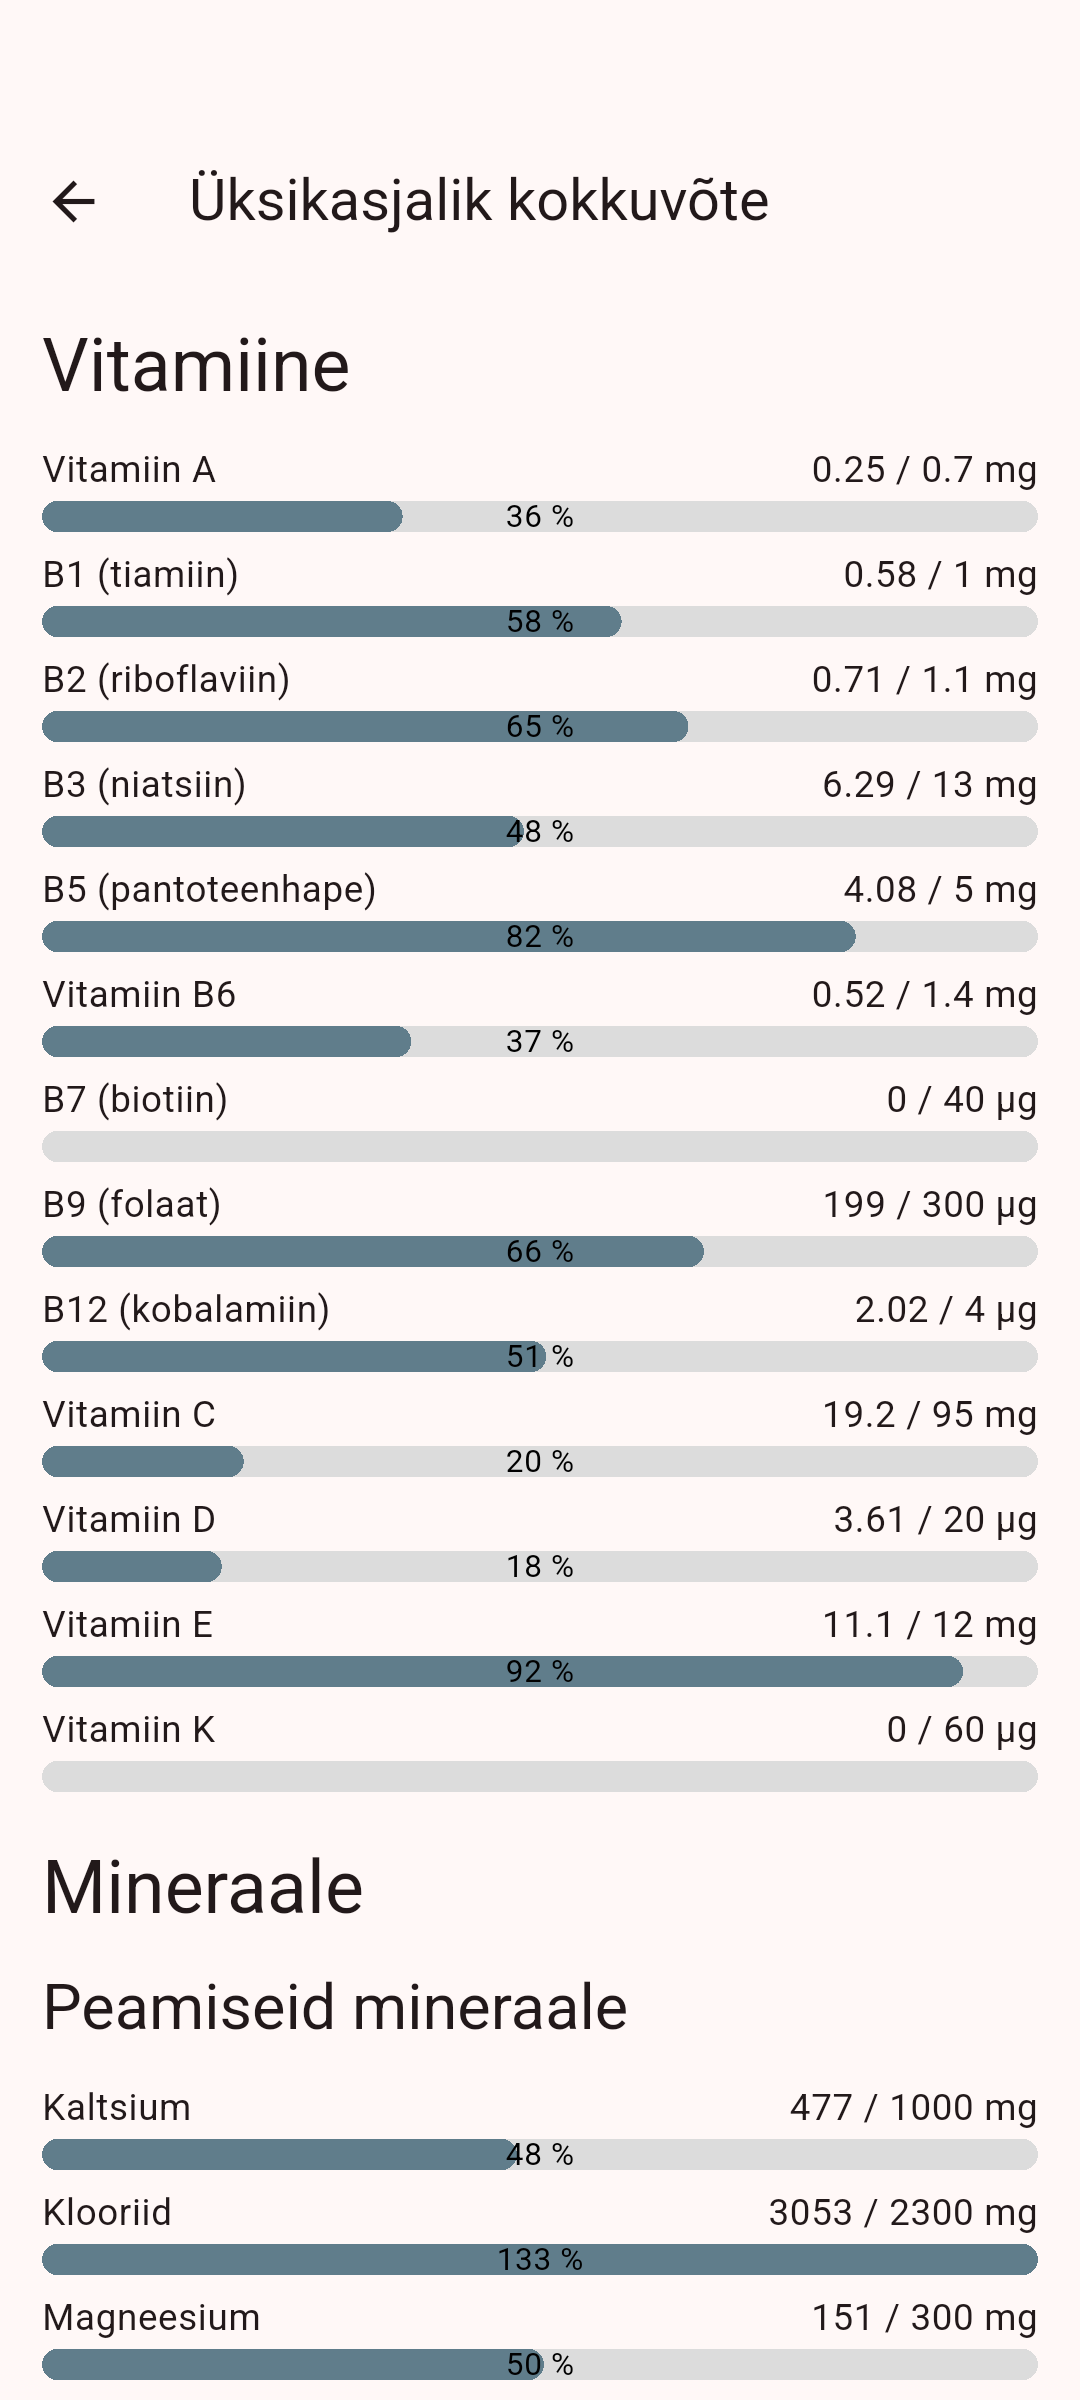 Üksikasjalik kokkuvõte
Vitamiine
Vitamiin A 0.25 / 0.7 mg
36 %
B1 (tiamiin) 0.58 / 1 mg
58 %
B2 (riboflaviin) 0.71 / 1.1 mg
65 %
B3 (niatsiin) 6.29 / 13 mg
48 %
B5 (pantoteenhape) 4.08 / 5 mg
82 %
Vitamiin B6 0.52 / 1.4 mg
37 %
B7 (biotiin) 0 / 40 µg
B9 (folaat) 199 / 300 µg
66 %
B12 (kobalamiin) 2.02 / 4 µg
51 %
Vitamiin C 19.2 / 95 mg
20 %
Vitamiin D 3.61 / 20 µg
18 %
Vitamiin E 11.1 / 12 mg
92 %
Vitamiin K 0 / 60 µg
Mineraale
Peamiseid mineraale
Kaltsium 477 / 1000 mg
48 %
Klooriid 3053 / 2300 mg
133 %
Magneesium 151 / 300 mg
50 %